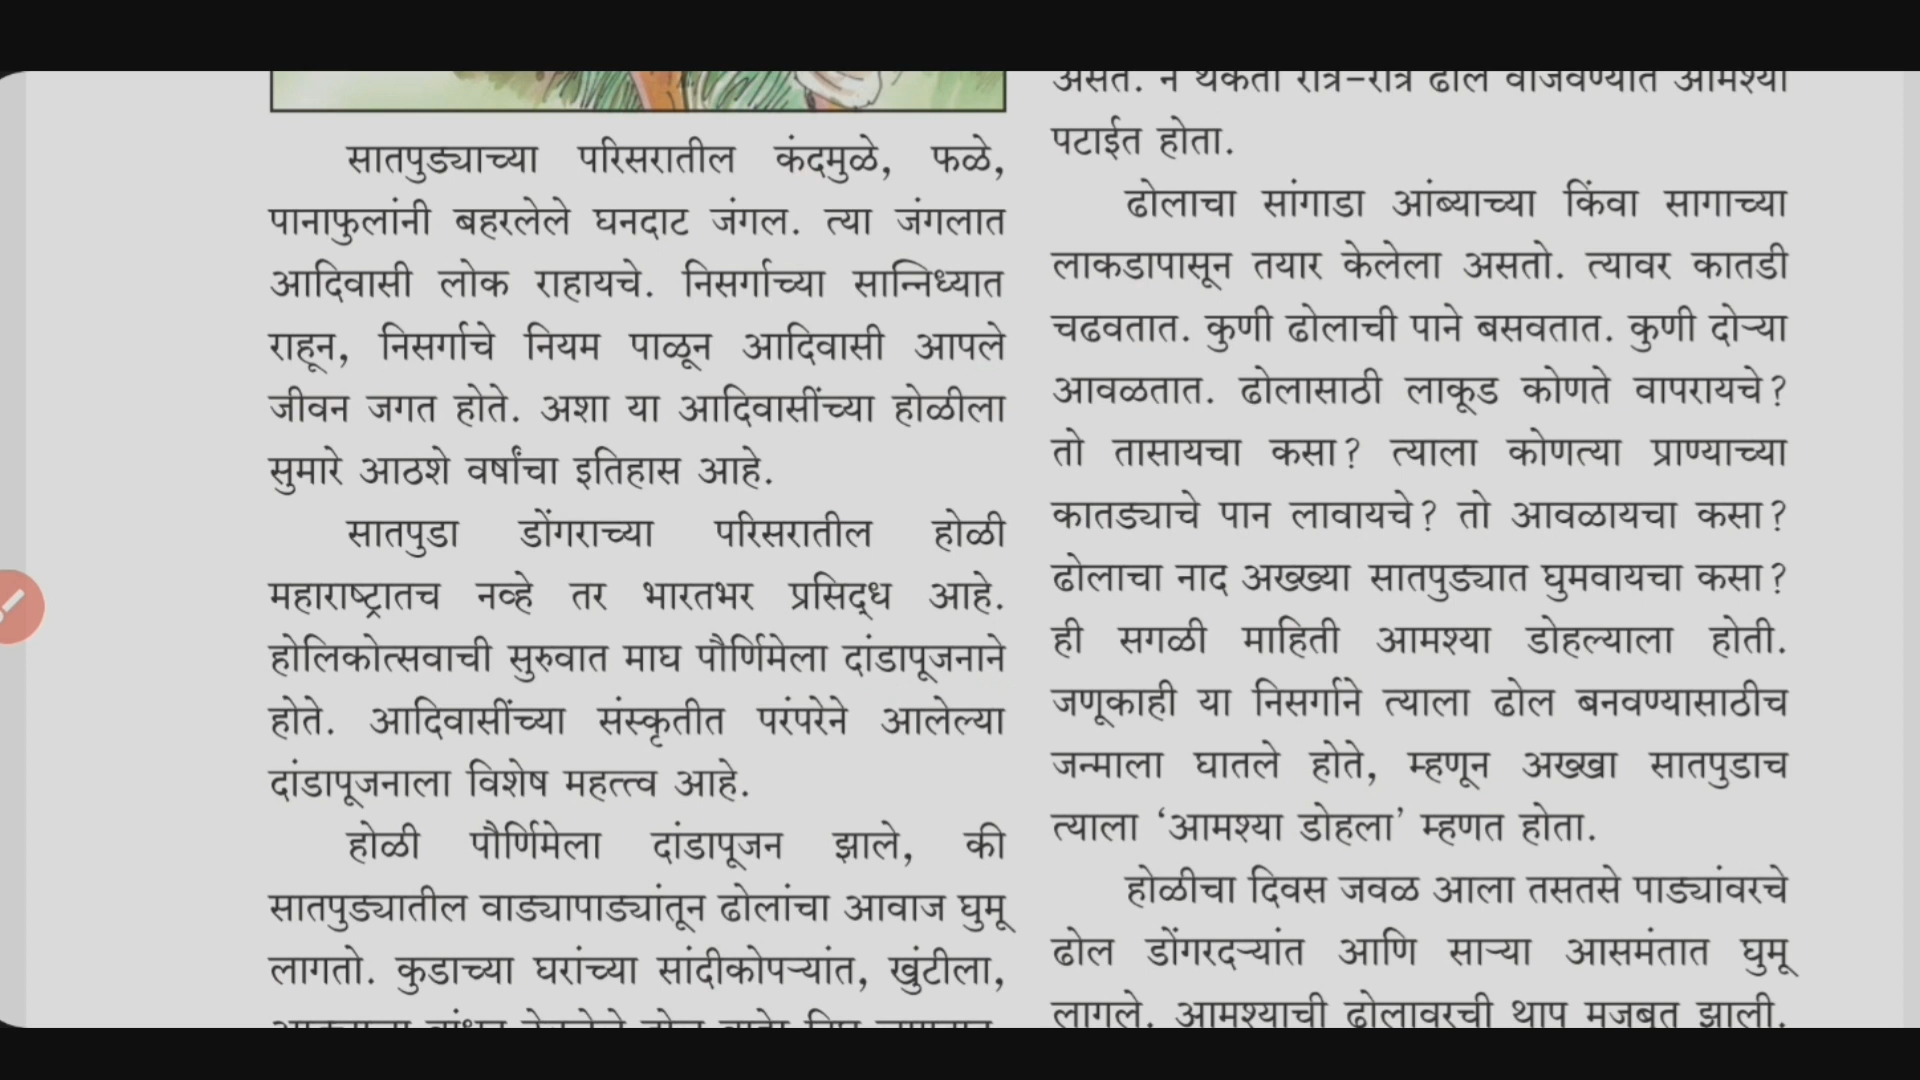 सातपुड्याच्या परिसरातील कंदमुळे, फळे,
पानाफुलांनी बहरलेले घनदाट जंगल. त्या जंगलात
आदिवासी लोक राहायचे. निसर्गाच्या सान्निध्यात
राहून, निसर्गाचे नियम पाळून आदिवासी आपले
जीवन जगत होते. अशा या आदिवासींच्या होळीला
सुमारे आठशे वर्षांचा इतिहास आहे.
सातपुडा डोंगराच्या परिसरातील होळी
महाराष्ट्रातच नव्हे तर भारतभर प्रसिद्ध आहे.
होलिकोत्सवाची सुरुवात माघ पौर्णिमेला दांडापूजनाने
होते. आदिवासींच्या संस्कृतीत परंपरेने आलेल्या
दांडापूजनाला विशेष महत्त्व आहे.
होळी पौर्णिमेला दांडापूजन झाले, की
सातपुड्यातील वाड्यापाड्यांतून ढोलांचा आवाज घुमू
लागतो. कुडाच्या घरांच्या सांदीकोपऱ्यांत, खुंटीला,
असत. न थकता रात्र-रात्र ढोल वाजवण्यात आमश्या
पटाईत होता.
ढोलाचा सांगाडा आंब्याच्या किंवा सागाच्या
लाकडापासून तयार केलेला असतो. त्यावर कातडी
चढवतात. कुणी ढोलाची पाने बसवतात. कुणी दोऱ्या
आवळतात. ढोलासाठी लाकूड कोणते वापरायचे?
तो तासायचा कसा? त्याला कोणत्या प्राण्याच्या
कातड्याचे पान लावायचे? तो आवळायचा कसा?
ढोलाचा नाद अख्ख्या सातपुड्यात घुमवायचा कसा?
ही सगळी माहिती आमश्या डोहल्याला होती.
जणूकाही या निसर्गाने त्याला ढोल बनवण्यासाठीच
जन्माला घातले होते, म्हणून अख्खा सातपुडाच
त्याला ‘आमश्या डोहला’ म्हणत होता.
होळीचा दिवस जवळ आला तसतसे पाड्यांवरचे
ढोल डोंगरदऱ्यांत आणि साऱ्या आसमंतात घुमू
लागले. आमश्याची ढोलावरची थाप मजबूत झाली.